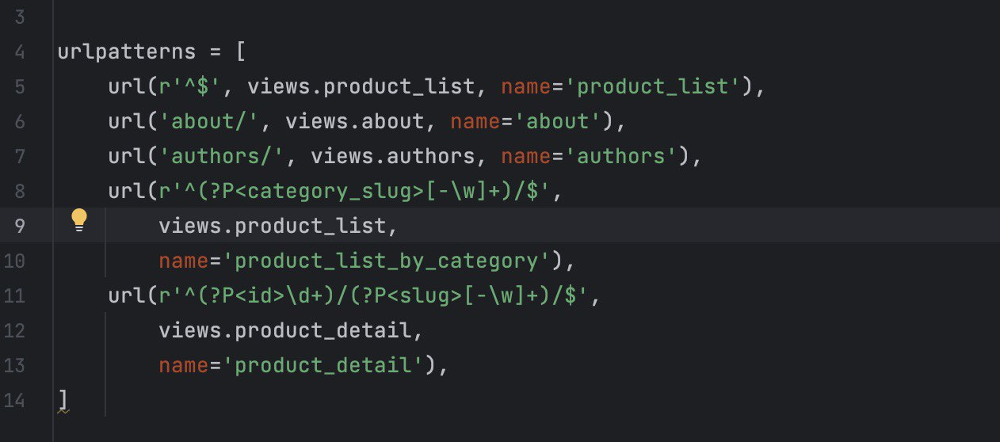 3
4 urlpatterns = [
5     url(r'^$', views.product_list, name='product_list'),
6     url('about/', views.about, name='about'),
7     url('authors/', views.authors, name='authors'),
8     url(r'^(?P<category_slug>[-\w]+)/$',
9         views.product_list,
10         name='product_list_by_category'),
11     url(r'^(?P<id>\d+)/(?P<slug>[-\w]+)/$',
12         views.product_detail,
13         name='product_detail'),
14 ]